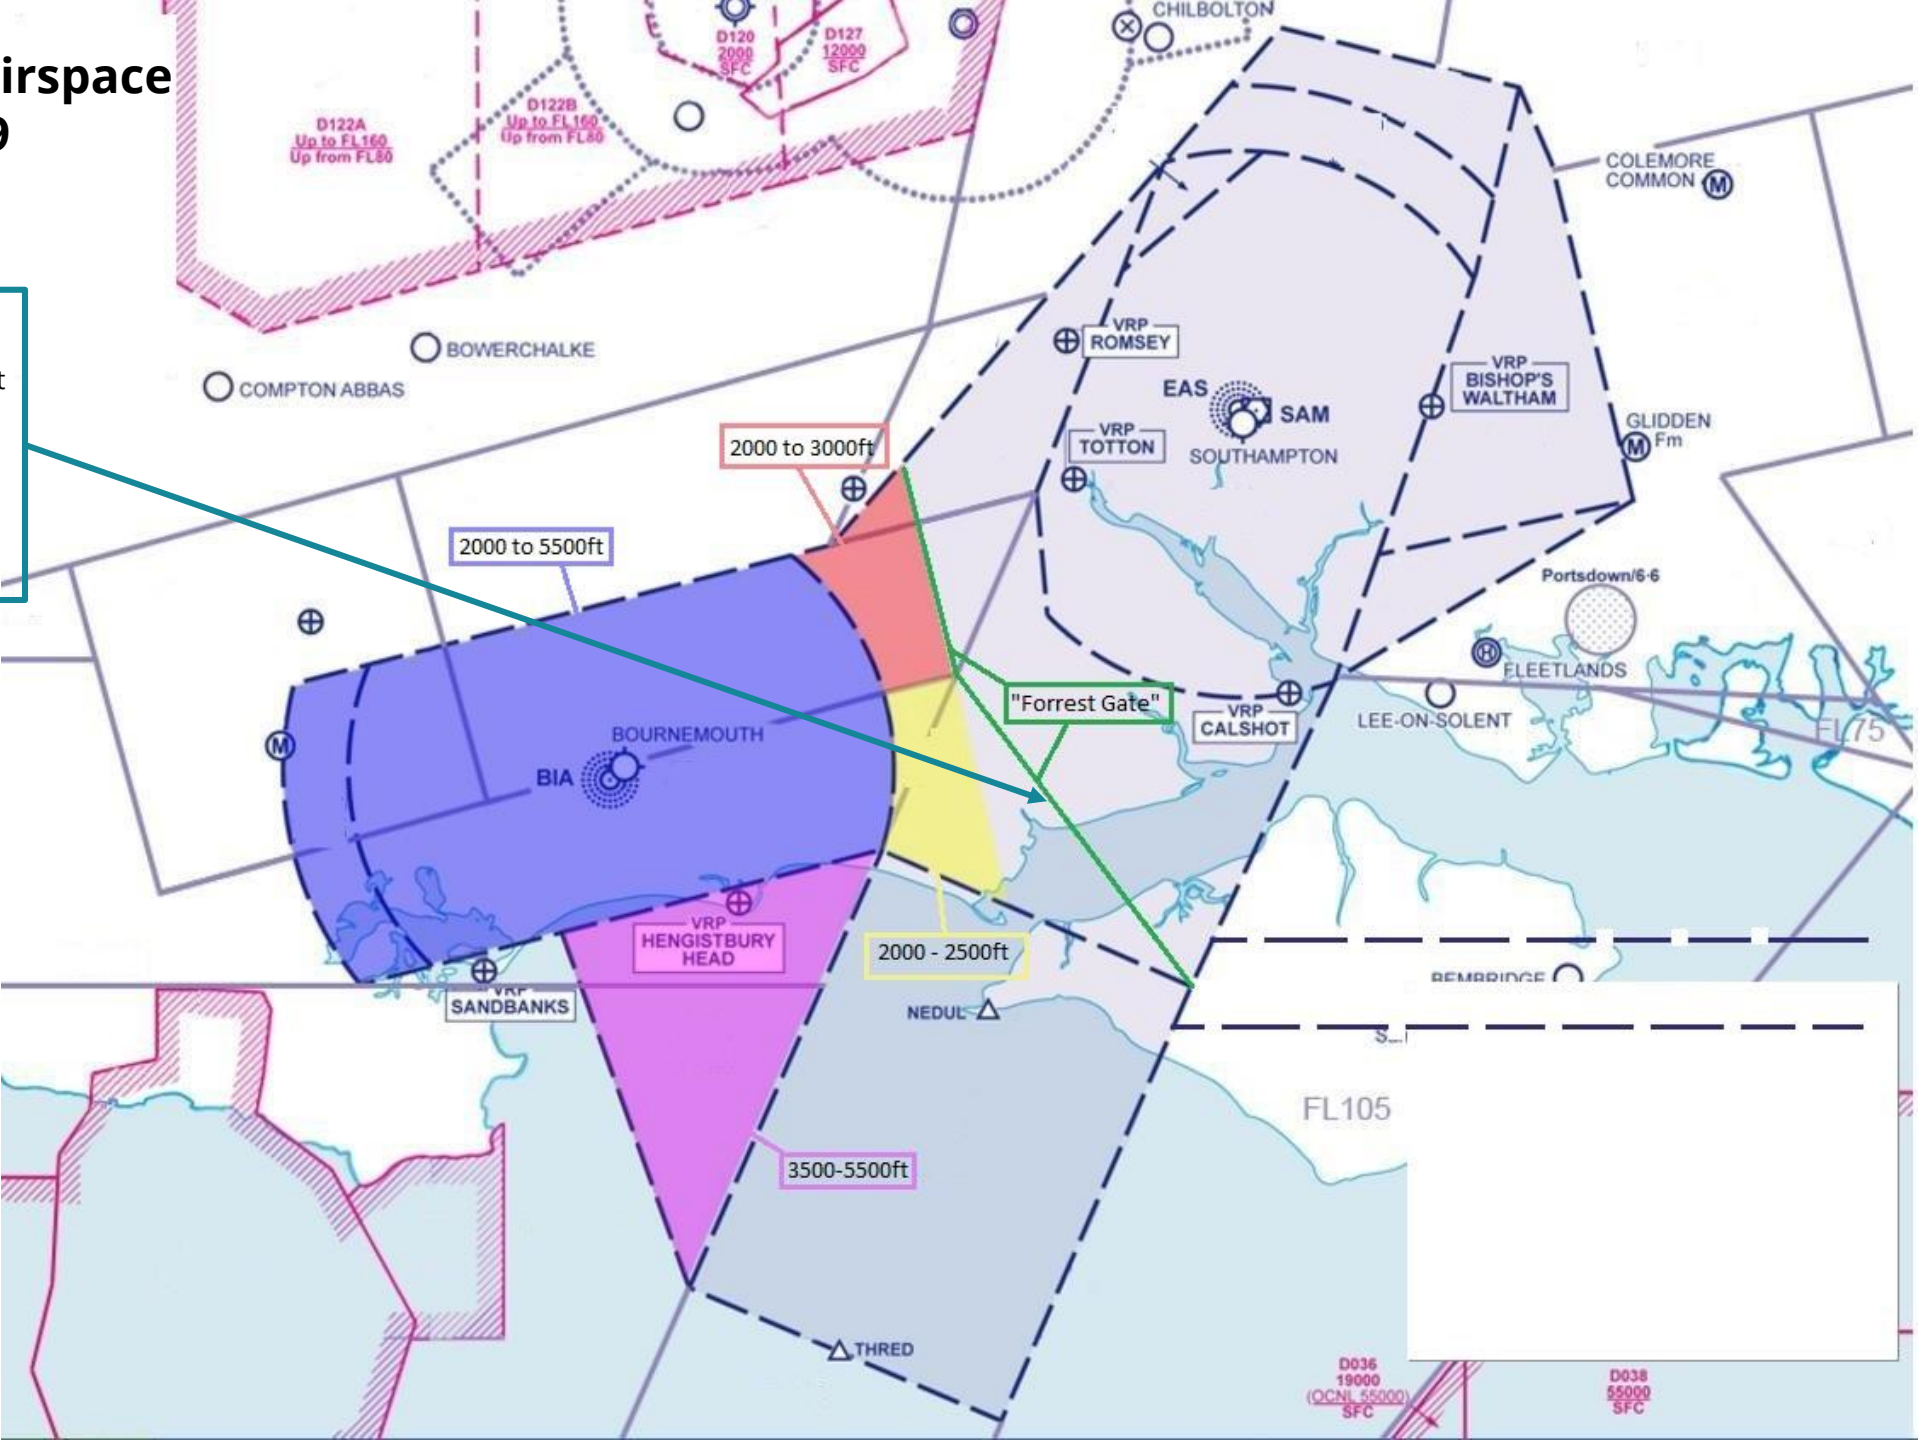 irspace
9
t
CHILBOLTON
D120
2000
SFC
D127
12000
SFC
D122A
Up to FL160
Up from FL80
D122B
Up to FL160
Up from FL80
COLEMORE
COMMON
M
BOWERCHALKE
COMPTON ABBAS
VRP
ROMSEY
EAS
SAM
SOUTHAMPTON
VRP
BISHOP'S
WALTHAM
VRP
TOTTON
GLIDDEN
Fm
M
2000 to 3000ft
2000 to 5500ft
Portsdown/6·6
H
FLEETLANDS
"Forrest Gate"
VRP
CALSHOT
LEE-ON-SOLENT
FL75
M
BOURNEMOUTH
BIA
VRP
HENGISTBURY
HEAD
2000 - 2500ft
BEMBRIDGE
VRP
SANDBANKS
NEDUL
FL105
3500-5500ft
THRED
D036
19000
(OCNL 55000)
SFC
D038
55000
SFC